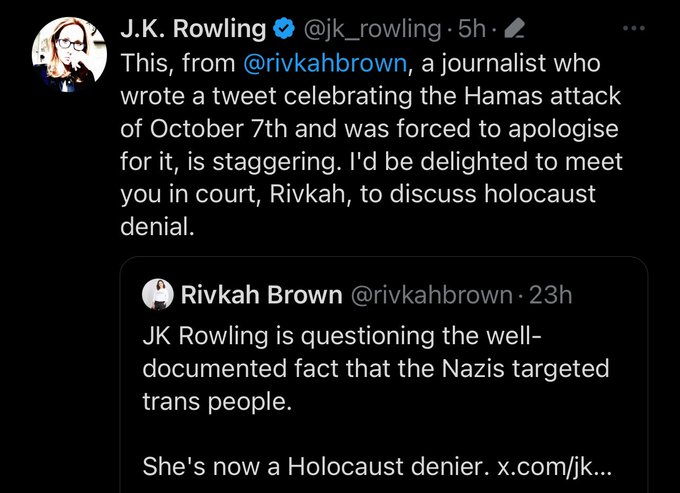 J.K. Rowling @jk_rowling · 5h ·
This, from @rivkahbrown, a journalist who
wrote a tweet celebrating the Hamas attack
of October 7th and was forced to apologise
for it, is staggering. I'd be delighted to meet
you in court, Rivkah, to discuss holocaust
denial.
Rivkah Brown @rivkahbrown · 23h
JK Rowling is questioning the well-
documented fact that the Nazis targeted
trans people.
She's now a Holocaust denier. x.com/jk...